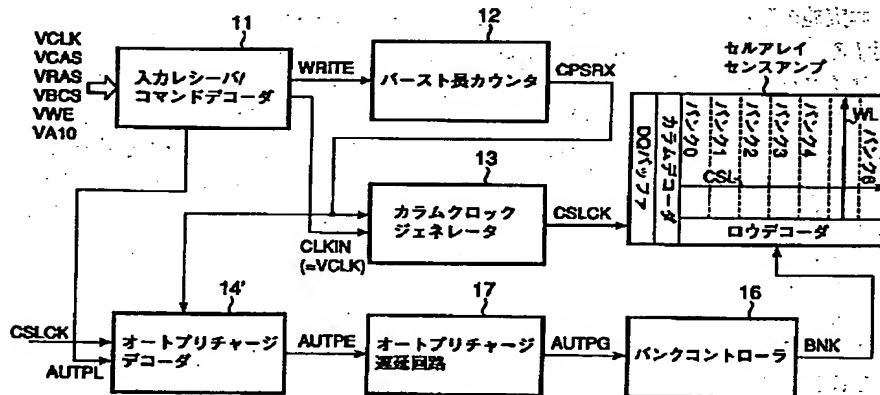 11
12
VCLK
VCAS
VRAS
VBCS
VWE
VA10
入力レシーバ/
コマンドデコーダ
WRITE
バースト長カウンタ
CPSRX
セルアレイ
センスアンプ
DQバッファ
カラムデコーダ
バンク0
バンク1
バンク2
バンク3
バンク4
WL
CSL
ロウデコーダ
13
カラムクロック
ジェネレータ
CLKIN
(=VCLK)
CSLCK
14'
17
16
CSLCK
AUTPL
オートプリチャージ
デコーダ
AUTPE
オートプリチャージ
遅延回路
AUTPG
バンクコントローラ
BNK